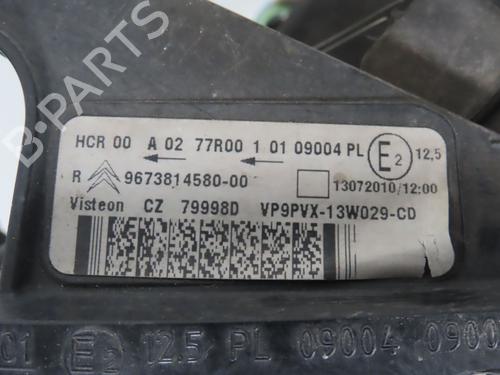 HCR 00 A 02 77R00 1 01 09004 PL E2 12,5
R 9673814580-00 13072010/12:00
Visteon CZ 79998D VP9PVX-13W029-CD
01 E2 12.5 PL 09004 0900
B-PARTS